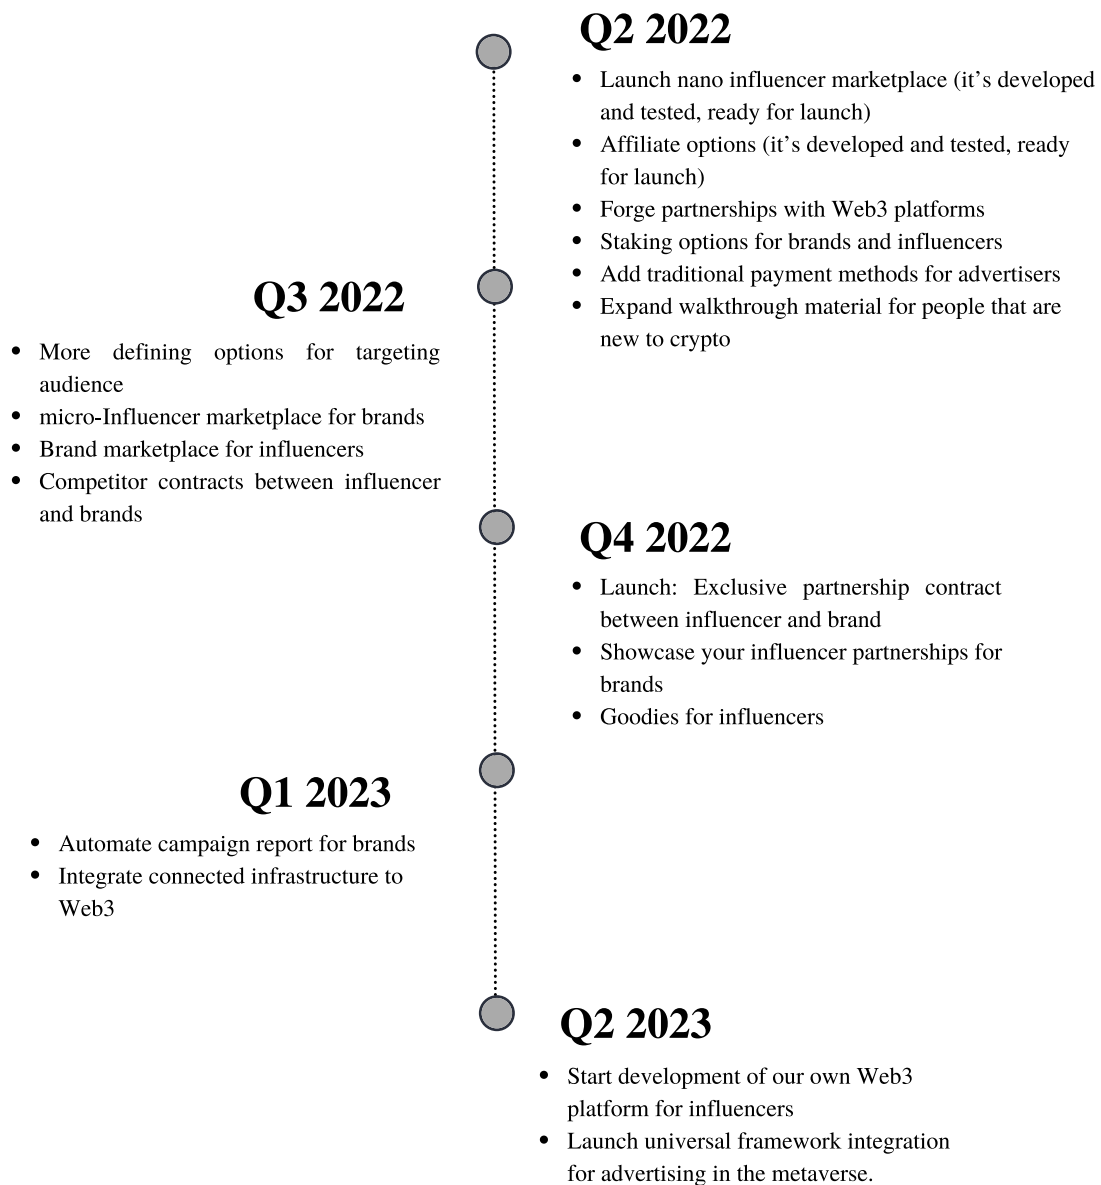 Q2 2022
• Launch nano influencer marketplace (it’s developed
and tested, ready for launch)
• Affiliate options (it’s developed and tested, ready
for launch)
• Forge partnerships with Web3 platforms
• Staking options for brands and influencers
• Add traditional payment methods for advertisers
• Expand walkthrough material for people that are
new to crypto
Q3 2022
• More defining options for targeting
audience
• micro-Influencer marketplace for brands
• Brand marketplace for influencers
• Competitor contracts between influencer
and brands
Q4 2022
• Launch: Exclusive partnership contract
between influencer and brand
• Showcase your influencer partnerships for
brands
• Goodies for influencers
Q1 2023
• Automate campaign report for brands
• Integrate connected infrastructure to
Web3
Q2 2023
• Start development of our own Web3
platform for influencers
• Launch universal framework integration
for advertising in the metaverse.